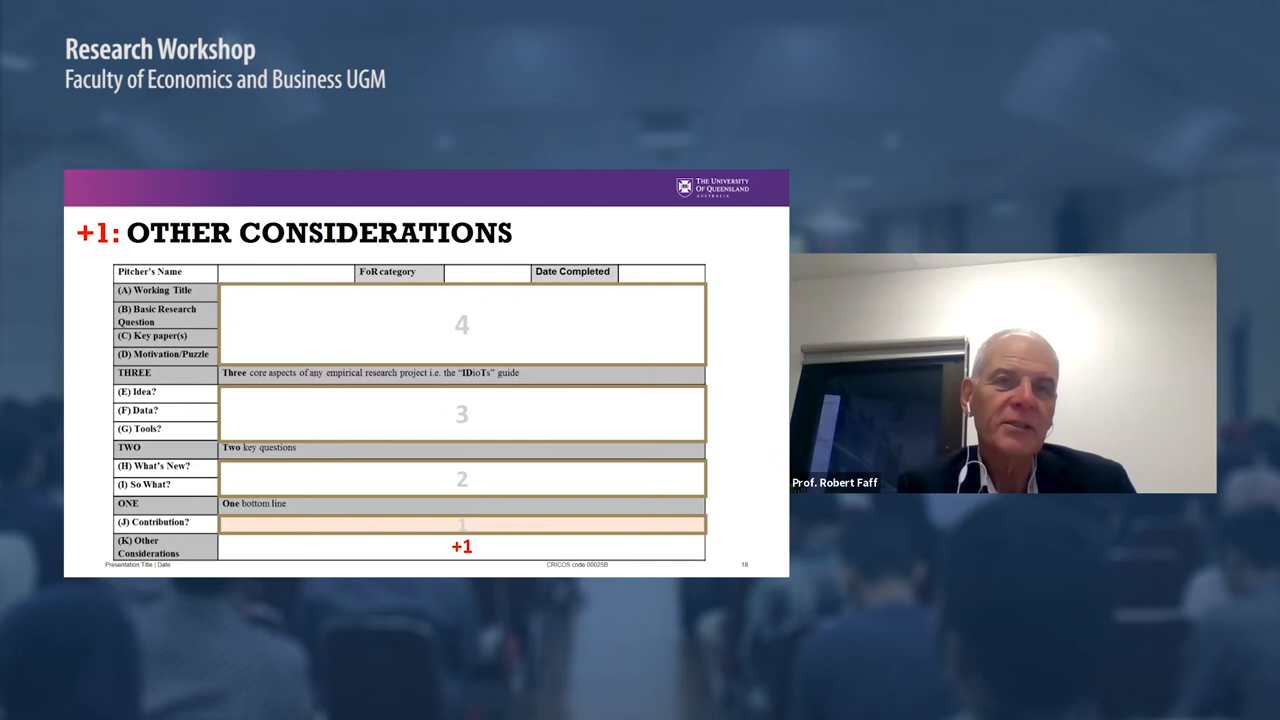 Research Workshop
Faculty of Economics and Business UGM
THE UNIVERSITY
OF QUEENSLAND
AUSTRALIA
+1: OTHER CONSIDERATIONS
Pitcher's Name FoR category Date Completed
(A) Working Title
(B) Basic Research
Question
(C) Key paper(s)
(D) Motivation/Puzzle
4
THREE Three core aspects of any empirical research project i.e. the “IDioTs” guide
(E) Idea?
(F) Data?
(G) Tools?
3
TWO Two key questions
(H) What's New?
(I) So What?
2
ONE One bottom line
(J) Contribution? 1
(K) Other
Considerations
+1
Presentation Title | Date CRICOS code 00025B 18
Prof. Robert Faff